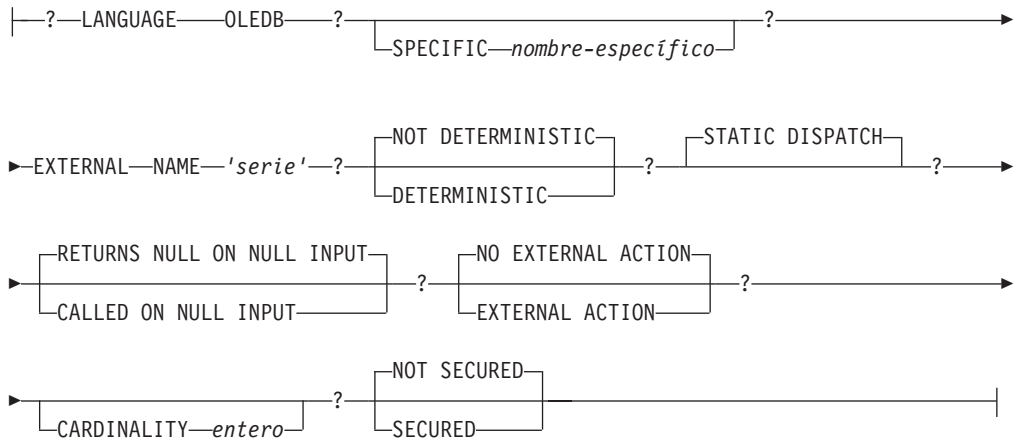 ? LANGUAGE OLEDB ? ?
SPECIFIC nombre-específico
NOT DETERMINISTIC STATIC DISPATCH
EXTERNAL NAME 'serie' ? ? ?
DETERMINISTIC
RETURNS NULL ON NULL INPUT NO EXTERNAL ACTION
? ?
CALLED ON NULL INPUT EXTERNAL ACTION
NOT SECURED
?
CARDINALITY entero SECURED